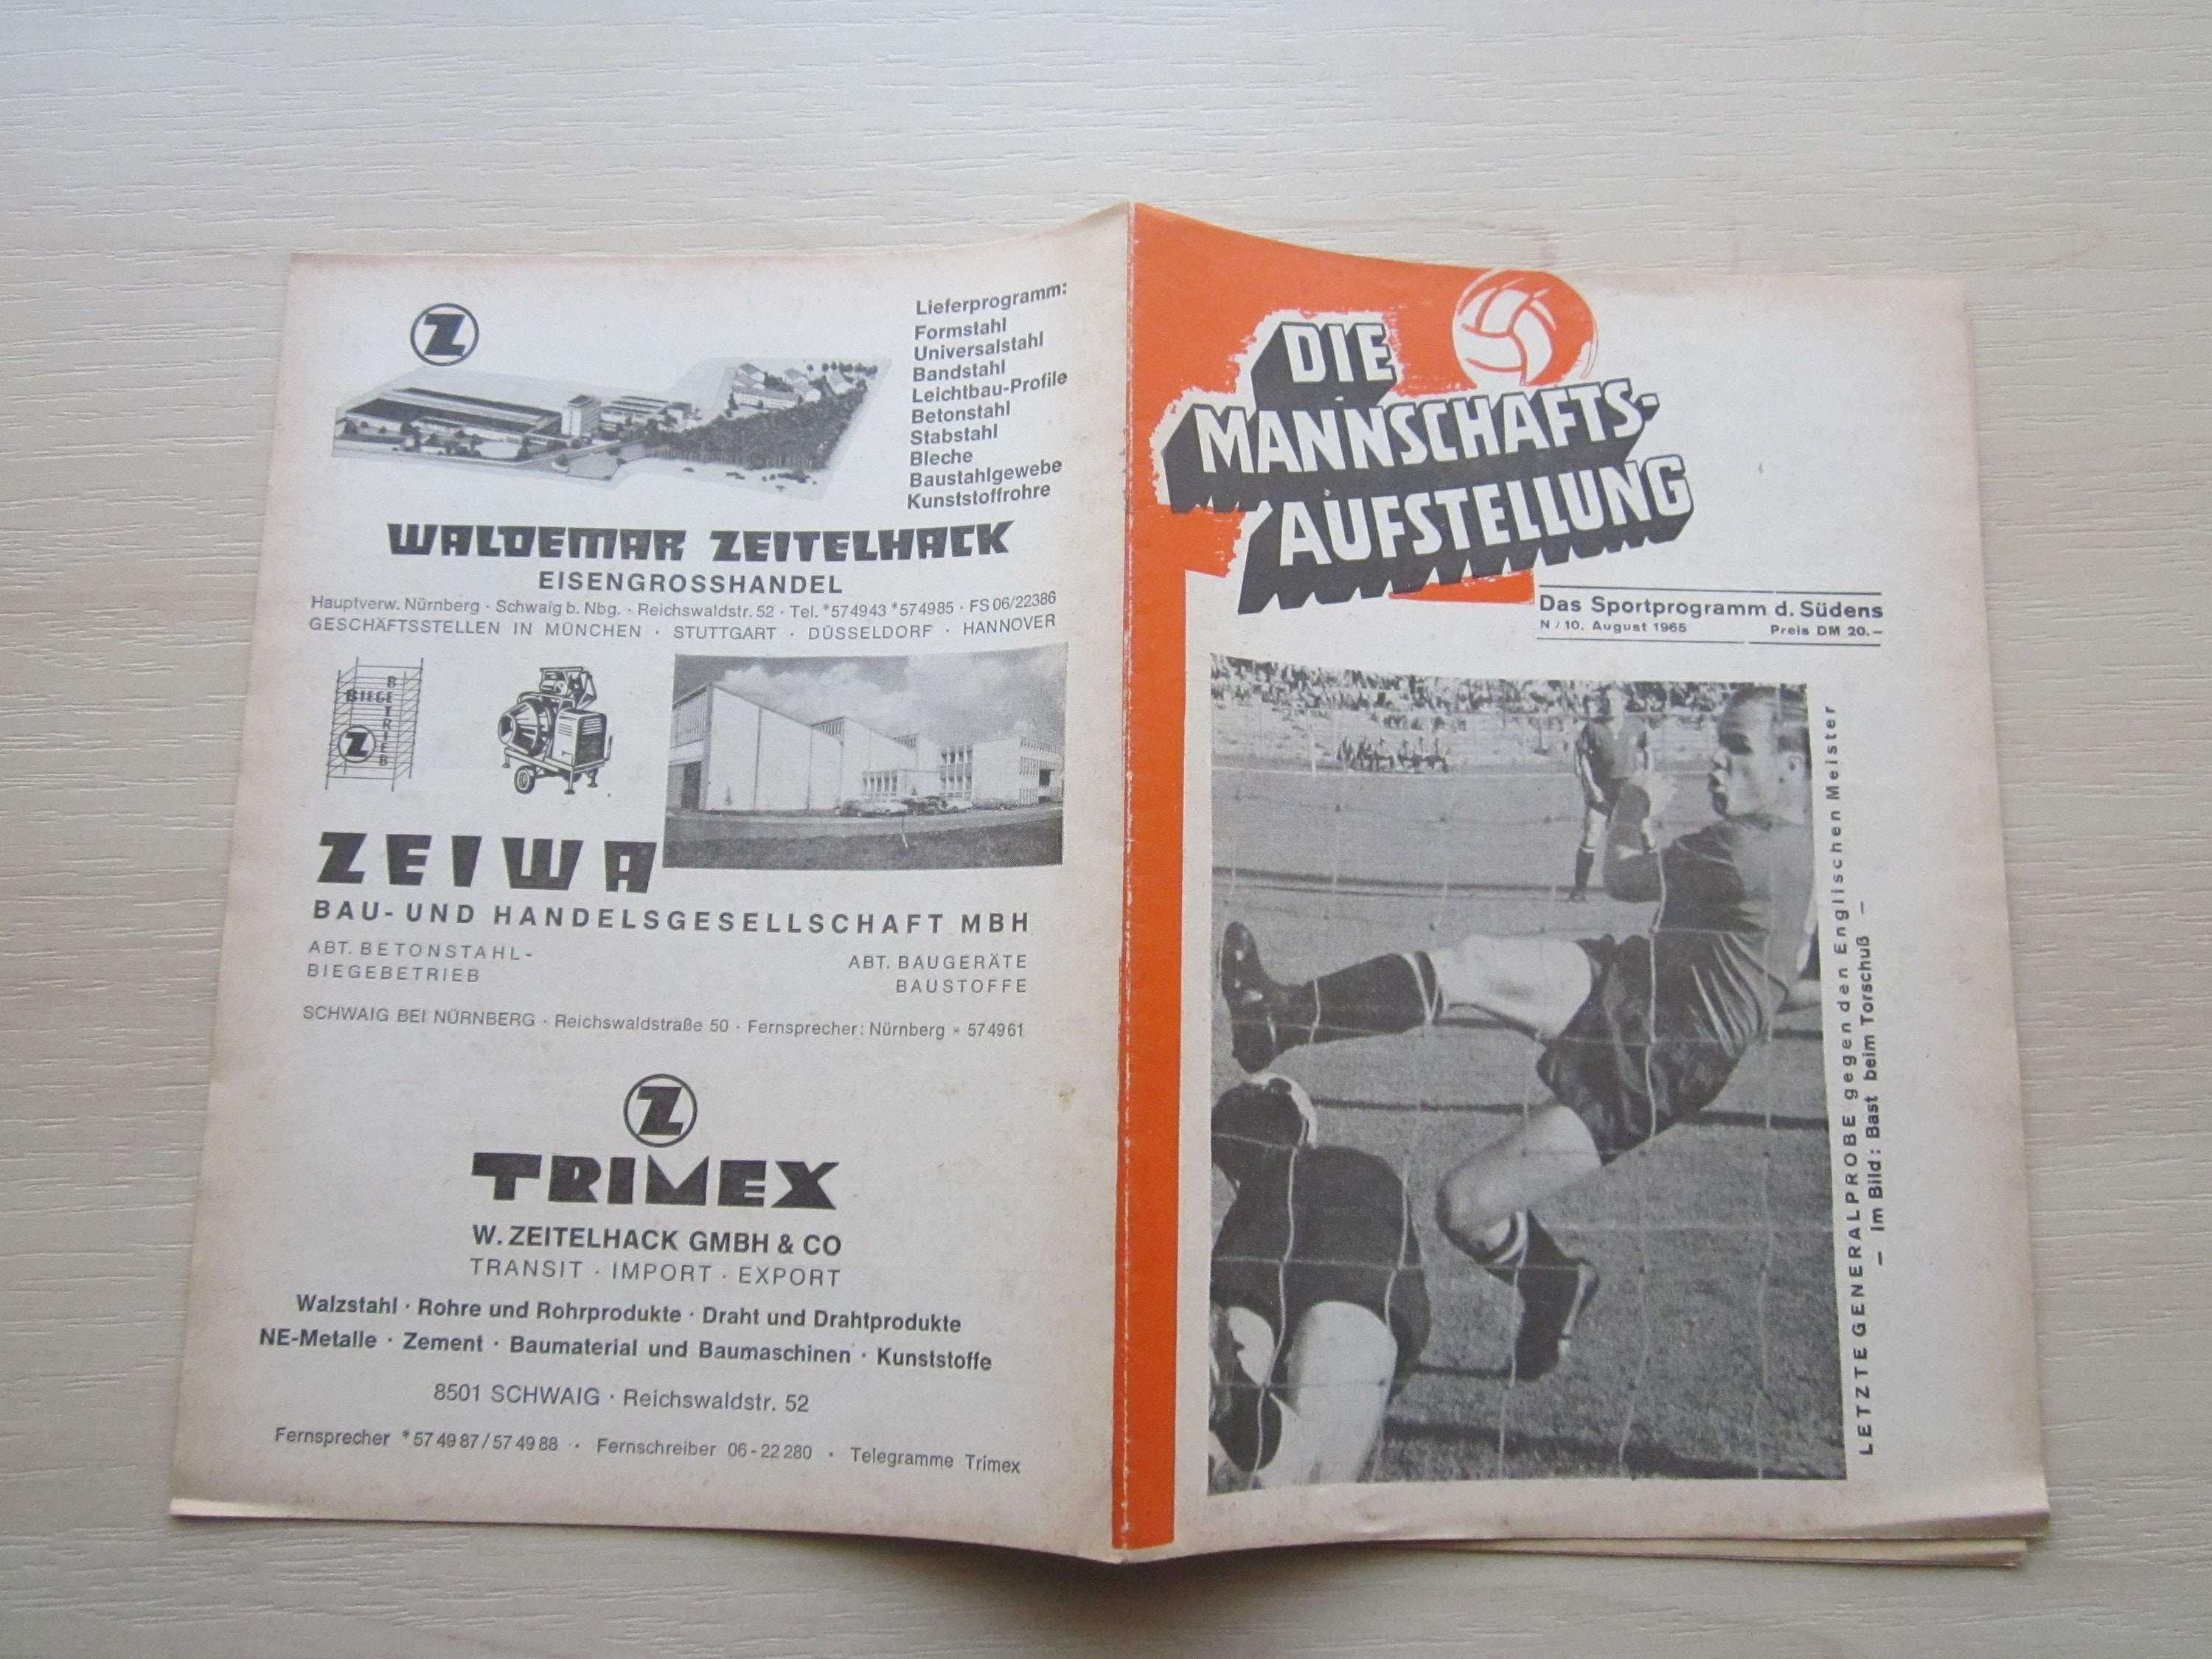 Z
Lieferprogramm:
Formstahl
Universalstahl
Bandstahl
Leichtbau-Profile
Betonstahl
Stabstahl
Bleche
Baustahlgewebe
Kunststoffrohre
WALDEMAR ZEITELHACK
EISENGROSSHANDEL
Hauptverw. Nürnberg · Schwaig b. Nbg. · Reichswaldstr. 52 · Tel. *574943 *574985 · FS 06/22386
GESCHÄFTSSTELLEN IN MÜNCHEN · STUTTGART · DÜSSELDORF · HANNOVER
BIEGE
BETRIEB
Z
ZEIWA
BAU- UND HANDELSGESELLSCHAFT MBH
ABT. BETONSTAHL-
BIEGEBETRIEB
ABT. BAUGERÄTE
BAUSTOFFE
SCHWAIG BEI NÜRNBERG · Reichswaldstraße 50 · Fernsprecher: Nürnberg * 574961
Z
TRIMEX
W. ZEITELHACK GMBH & CO
TRANSIT · IMPORT · EXPORT
Walzstahl · Rohre und Rohrprodukte · Draht und Drahtprodukte
NE-Metalle · Zement · Baumaterial und Baumaschinen · Kunststoffe
8501 SCHWAIG · Reichswaldstr. 52
Fernsprecher *57 49 87 / 57 49 88 · Fernschreiber 06-22 280 · Telegramme Trimex
DIE
MANNSCHAFTS-
AUFSTELLUNG
Das Sportprogramm d. Südens
N / 10. August 1965 Preis DM 20.–
LETZTE GENERALPROBE gegen den Englischen Meister
– Im Bild: Bast beim Torschuß –